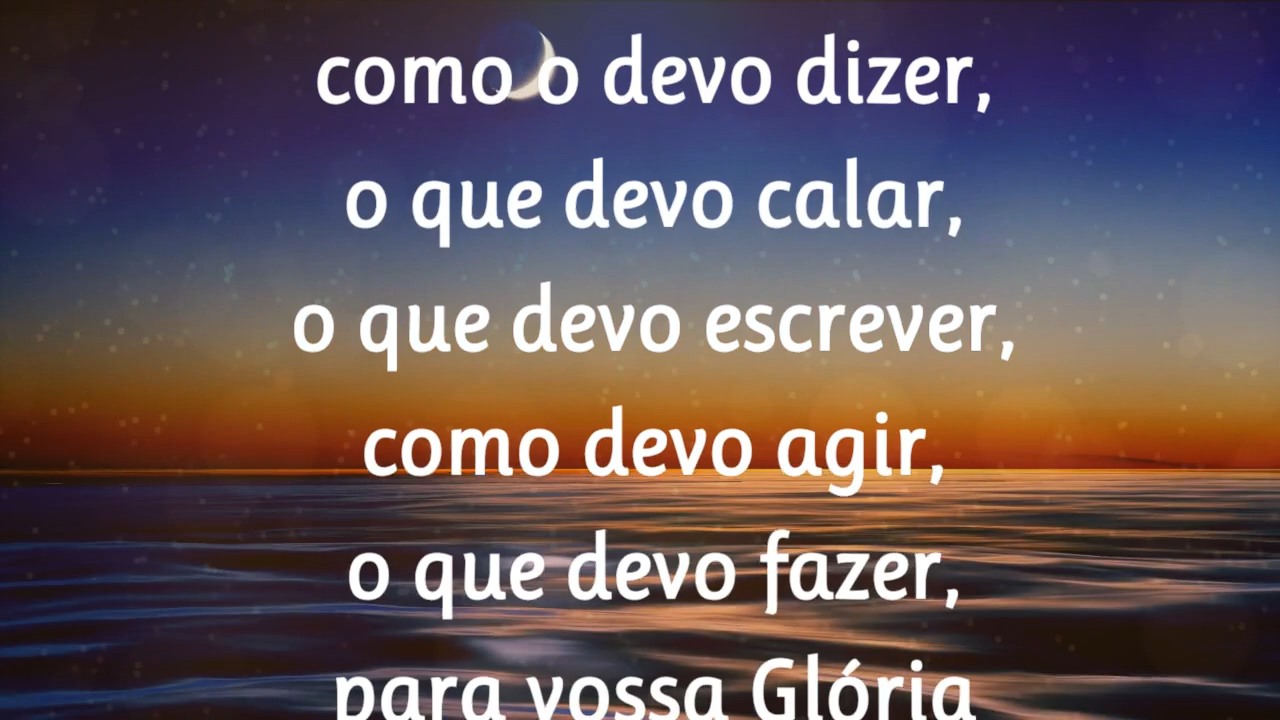 como o devo dizer,
o que devo calar,
o que devo escrever,
como devo agir,
o que devo fazer,
para vossa Glória